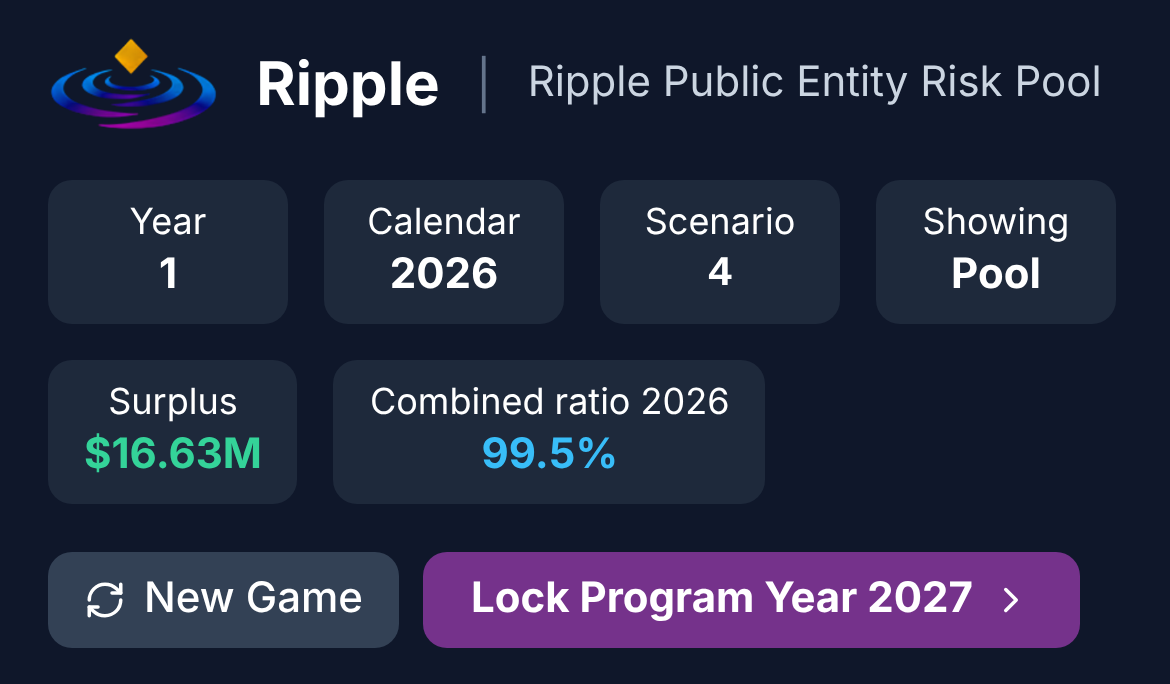 Ripple
Ripple Public Entity Risk Pool
Year
1
Calendar
2026
Scenario
4
Showing
Pool
Surplus
$16.63M
Combined ratio 2026
99.5%
New Game
Lock Program Year 2027